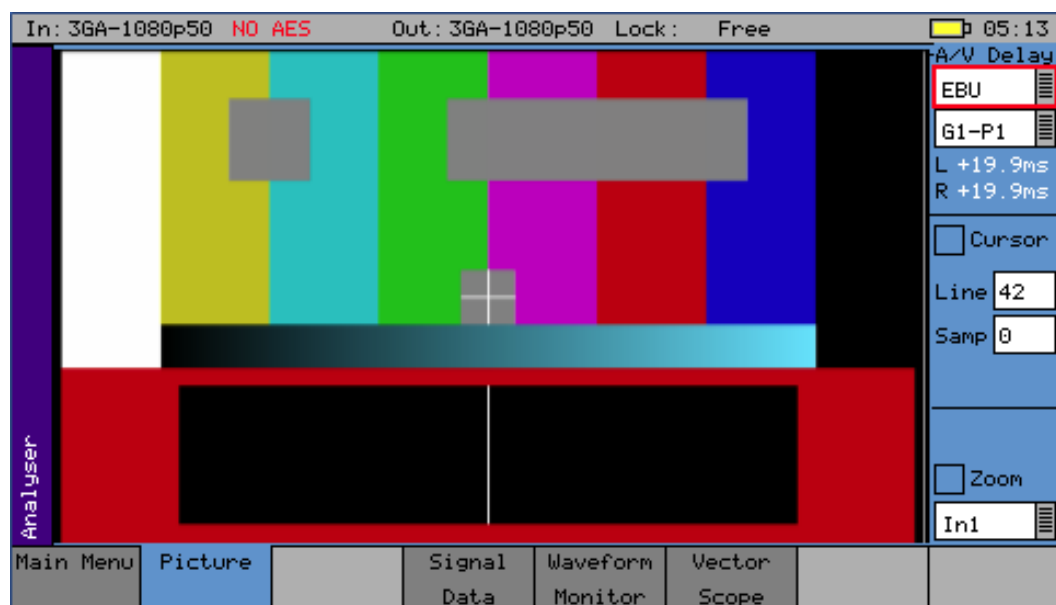 In: 3GA-1080p50 NO AES Out: 3GA-1080p50 Lock: Free 05:13
A/V Delay
EBU
G1-P1
L +19.9ms
R +19.9ms
Cursor
Line 42
Samp 0
Zoom
In1
Analyser
Main Menu Picture Signal Data Waveform Monitor Vector Scope